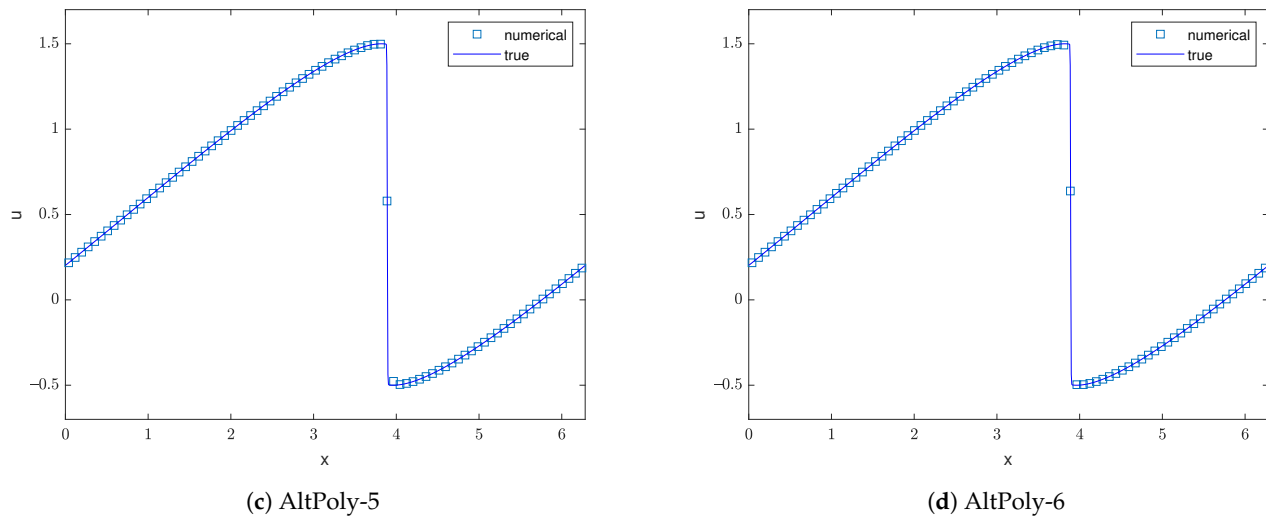 1.5
1
0.5
0
−0.5
u
0 1 2 3 4 5 6
x
numerical
true
(c) AltPoly-5
1.5
1
0.5
0
−0.5
u
0 1 2 3 4 5 6
x
numerical
true
(d) AltPoly-6